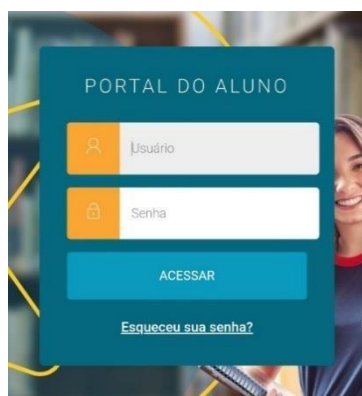 PORTAL DO ALUNO
Usuário
Senha
ACESSAR
Esqueceu sua senha?